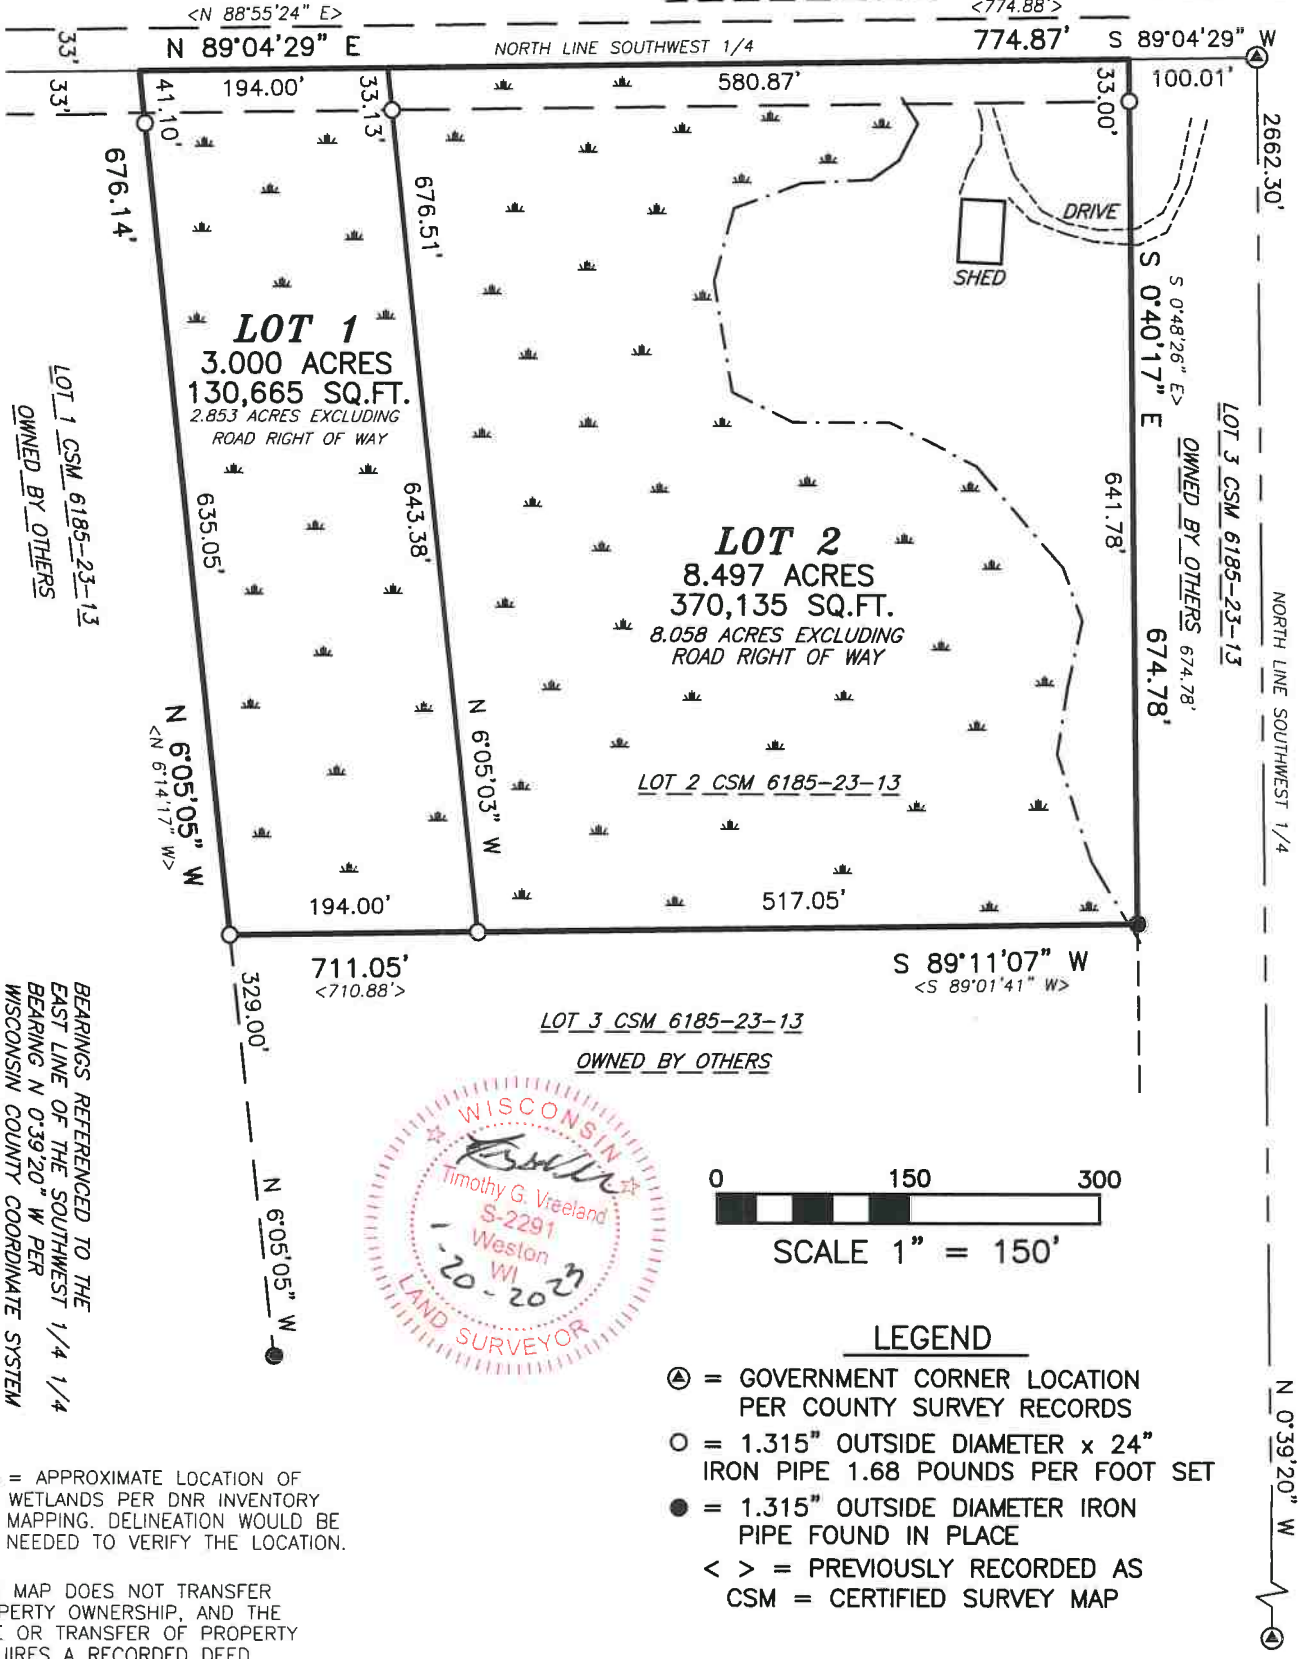 <N 88°55'24" E>
<774.88'>
N 89°04'29" E
NORTH LINE SOUTHWEST 1/4
774.87'
S 89°04'29" W
33'
33'
194.00'
580.87'
100.01'
41.10'
33.13'
33.00'
2662.30'
676.14'
676.51'
DRIVE
SHED
S 0°40'17" E
S 0°48'26" E>
LOT 1
3.000 ACRES
130,665 SQ.FT.
2.853 ACRES EXCLUDING
ROAD RIGHT OF WAY
LOT 1 CSM 6185-23-13
OWNED BY OTHERS
635.05'
643.38'
641.78'
LOT 3 CSM 6185-23-13
OWNED BY OTHERS
674.78'
674.78'
NORTH LINE SOUTHWEST 1/4
LOT 2
8.497 ACRES
370,135 SQ.FT.
8.058 ACRES EXCLUDING
ROAD RIGHT OF WAY
N 6°05'05" W
<N 6°14'17" W>
N 6°05'03" W
LOT 2 CSM 6185-23-13
194.00'
517.05'
711.05'
<710.88'>
S 89°11'07" W
<S 89°01'41" W>
329.00'
N 6°05'05" W
LOT 3 CSM 6185-23-13
OWNED BY OTHERS
BEARINGS REFERENCED TO THE
EAST LINE OF THE SOUTHWEST 1/4 1/4
BEARING N 0°39'20" W PER
WISCONSIN COUNTY COORDINATE SYSTEM
WISCONSIN
Timothy G. Vreeland
S-2291
Weston
WI
1-20-2023
LAND SURVEYOR
0 150 300
SCALE 1" = 150'
LEGEND
= GOVERNMENT CORNER LOCATION
PER COUNTY SURVEY RECORDS
= 1.315" OUTSIDE DIAMETER x 24"
IRON PIPE 1.68 POUNDS PER FOOT SET
= 1.315" OUTSIDE DIAMETER IRON
PIPE FOUND IN PLACE
< > = PREVIOUSLY RECORDED AS
CSM = CERTIFIED SURVEY MAP
N 0°39'20" W
= APPROXIMATE LOCATION OF
WETLANDS PER DNR INVENTORY
MAPPING. DELINEATION WOULD BE
NEEDED TO VERIFY THE LOCATION.
MAP DOES NOT TRANSFER
PERTY OWNERSHIP, AND THE
E OR TRANSFER OF PROPERTY
UIRES A RECORDED DEED